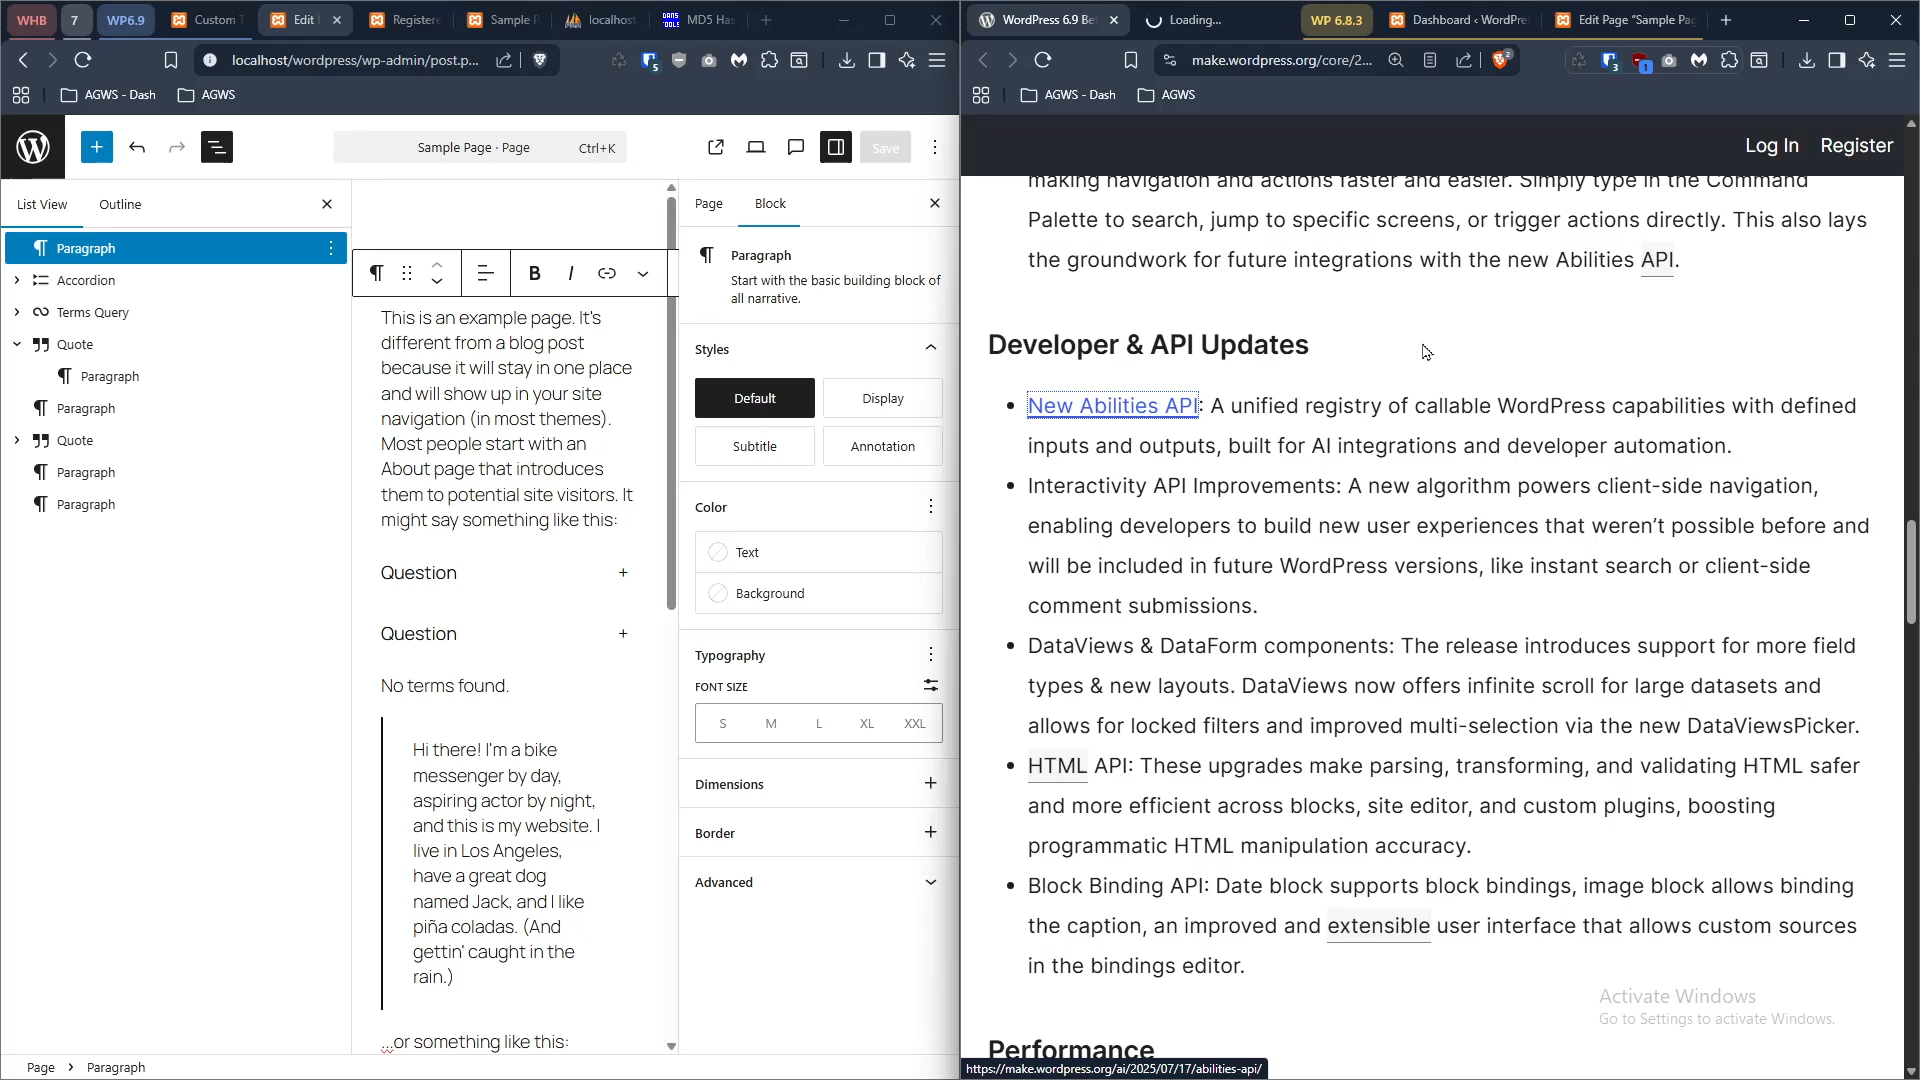 WHB
7
WP6.9
Custom T
Edit
Registere
Sample P
localhost
MD5 Has
localhost/wordpress/wp-admin/post.p...
5
AGWS - Dash
AGWS
Sample Page · Page
Ctrl+K
Save
List View
Outline
Paragraph
Accordion
Terms Query
Quote
Paragraph
Paragraph
Quote
Paragraph
Paragraph
This is an example page. It's
different from a blog post
because it will stay in one place
and will show up in your site
navigation (in most themes).
Most people start with an
About page that introduces
them to potential site visitors. It
might say something like this:
Question
Question
No terms found.
Hi there! I'm a bike
messenger by day,
aspiring actor by night,
and this is my website. I
live in Los Angeles,
have a great dog
named Jack, and I like
piña coladas. (And
gettin' caught in the
rain.)
...or something like this:
Page
Block
Paragraph
Start with the basic building block of
all narrative.
Styles
Default
Display
Subtitle
Annotation
Color
Text
Background
Typography
FONT SIZE
S
M
L
XL
XXL
Dimensions
Border
Advanced
Page
Paragraph
WordPress 6.9 Be
Loading...
WP 6.8.3
Dashboard ‹ WordPre
Edit Page "Sample Pa
make.wordpress.org/core/2...
2
3
1
AGWS - Dash
AGWS
Log In
Register
making navigation and actions faster and easier. Simply type in the Command
Palette to search, jump to specific screens, or trigger actions directly. This also lays
the groundwork for future integrations with the new Abilities API.
Developer & API Updates
New Abilities API: A unified registry of callable WordPress capabilities with defined
inputs and outputs, built for AI integrations and developer automation.
Interactivity API Improvements: A new algorithm powers client-side navigation,
enabling developers to build new user experiences that weren't possible before and
will be included in future WordPress versions, like instant search or client-side
comment submissions.
DataViews & DataForm components: The release introduces support for more field
types & new layouts. DataViews now offers infinite scroll for large datasets and
allows for locked filters and improved multi-selection via the new DataViewsPicker.
HTML API: These upgrades make parsing, transforming, and validating HTML safer
and more efficient across blocks, site editor, and custom plugins, boosting
programmatic HTML manipulation accuracy.
Block Binding API: Date block supports block bindings, image block allows binding
the caption, an improved and extensible user interface that allows custom sources
in the bindings editor.
Performance
Activate Windows
Go to Settings to activate Windows.
https://make.wordpress.org/ai/2025/07/17/abilities-api/